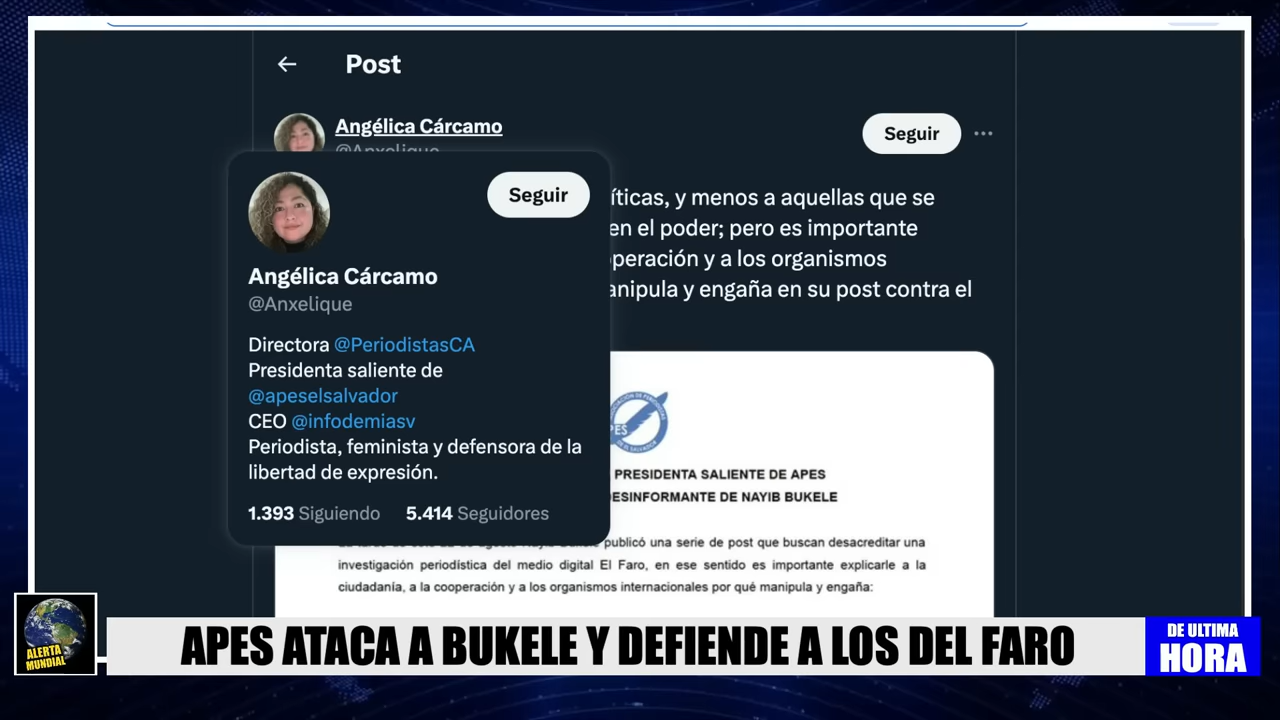 Post
Angélica Cárcamo
@Anxelique
Seguir
Seguir
Angélica Cárcamo
@Anxelique
Directora @PeriodistasCA
Presidenta saliente de
@apeselsalvador
CEO @infodemiasv
Periodista, feminista y defensora de la
libertad de expresión.
1.393 Siguiendo 5.414 Seguidores
íticas, y menos a aquellas que se
en el poder; pero es importante
peración y a los organismos
anipula y engaña en su post contra el
PRESIDENTA SALIENTE DE APES
ESINFORMANTE DE NAYIB BUKELE
publicó una serie de post que buscan desacreditar una
investigación periodística del medio digital El Faro, en ese sentido es importante explicarle a la
ciudadanía, a la cooperación y a los organismos internacionales por qué manipula y engaña:
ALERTA
MUNDIAL
APES ATACA A BUKELE Y DEFIENDE A LOS DEL FARO
DE ULTIMA
HORA